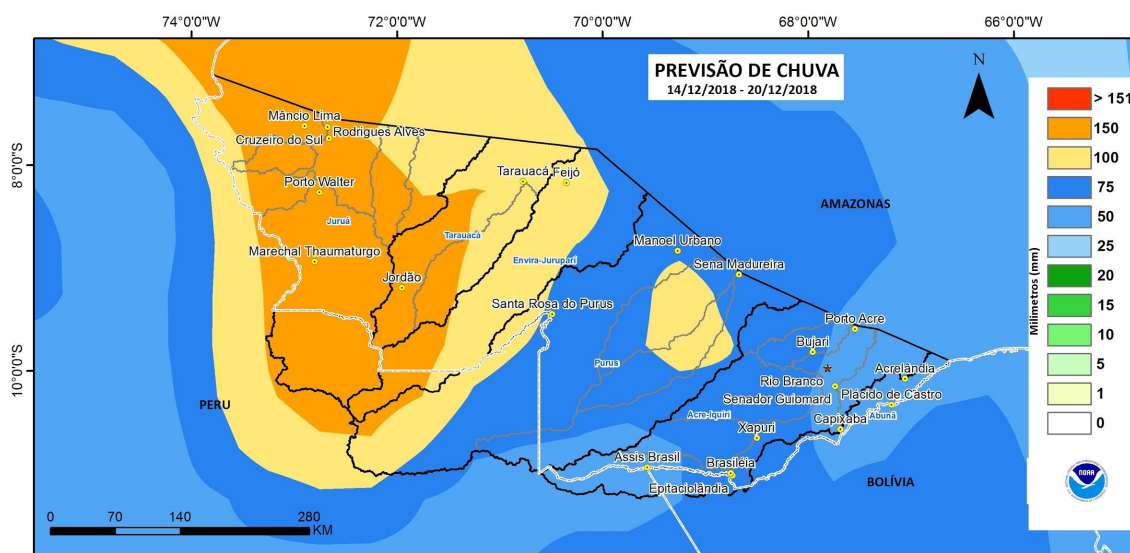 74°0'0"W
72°0'0"W
70°0'0"W
68°0'0"W
66°0'0"W
PREVISÃO DE CHUVA
14/12/2018 - 20/12/2018
N
> 151
150
100
75
50
25
20
15
10
5
1
0
Milimetros (mm)
8°0'0"S
10°0'0"S
Mâncio Lima
Cruzeiro do Sul
Rodrigues Alves
Porto Walter
Juruá
Tarauacá
Feijó
Tarauacá
AMAZONAS
Marechal Thaumaturgo
Envira-Jurupari
Manoel Urbano
Jordão
Sena Madureira
Santa Rosa do Purus
Porto Acre
Bujari
Purus
Rio Branco
Acrelândia
Senador Guiomard
Plácido de Castro
PERU
Acre-Iquiri
Abunã
Capixaba
Xapuri
Assis Brasil
Brasiléia
Epitaciolândia
BOLÍVIA
NOAA
0
70
140
280
KM